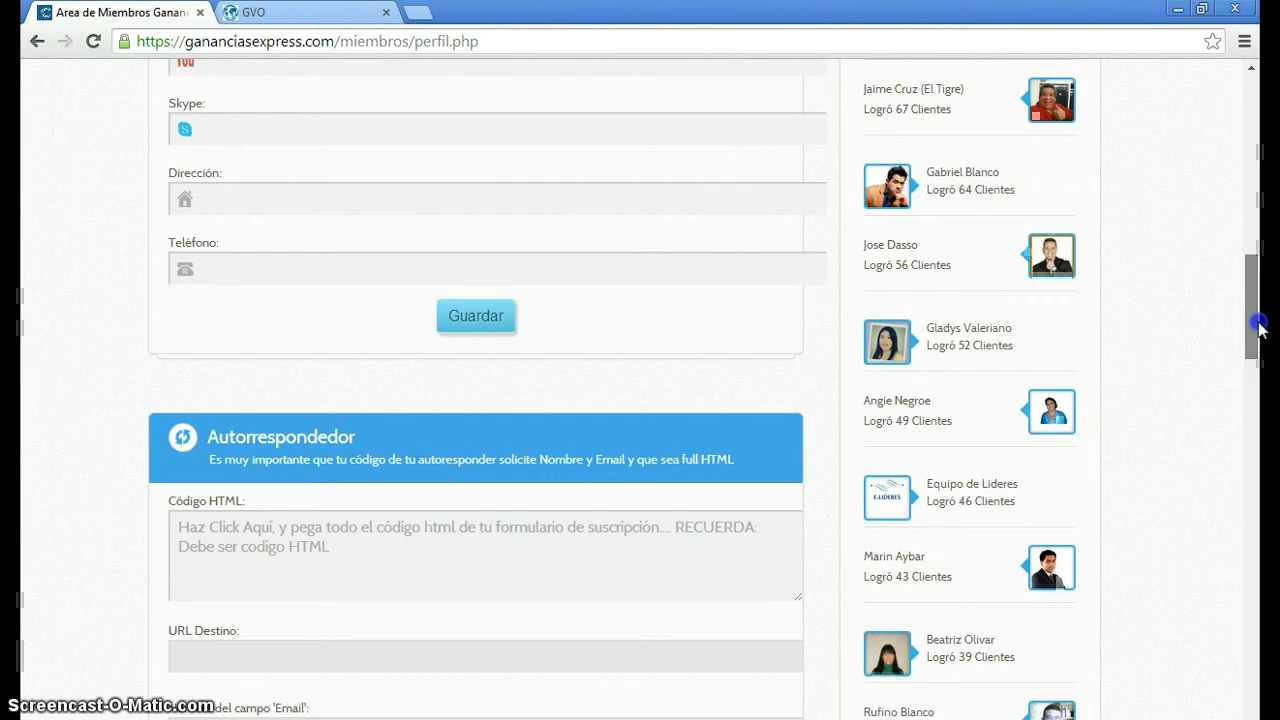 Area de Miembros Gananc
GVO
https://gananciasexpress.com/miembros/perfil.php
You
Skype:
Dirección:
Teléfono:
Guardar
Autorrespondedor
Es muy importante que tu código de tu autoresponder solicite Nombre y Email y que sea full HTML
Código HTML:
Haz Click Aquí, y pega todo el código html de tu formulario de suscripción.... RECUERDA:
Debe ser codigo HTML
URL Destino:
del campo 'Email':
Jaime Cruz (El Tigre)
Logró 67 Clientes
Gabriel Blanco
Logró 64 Clientes
Jose Dasso
Logró 56 Clientes
Gladys Valeriano
Logró 52 Clientes
Angie Negroe
Logró 49 Clientes
E-LIDERES
Equipo de Lideres
Logró 46 Clientes
Marin Aybar
Logró 43 Clientes
Beatriz Olivar
Logró 39 Clientes
Rufino Blanco
Screencast-O-Matic.com